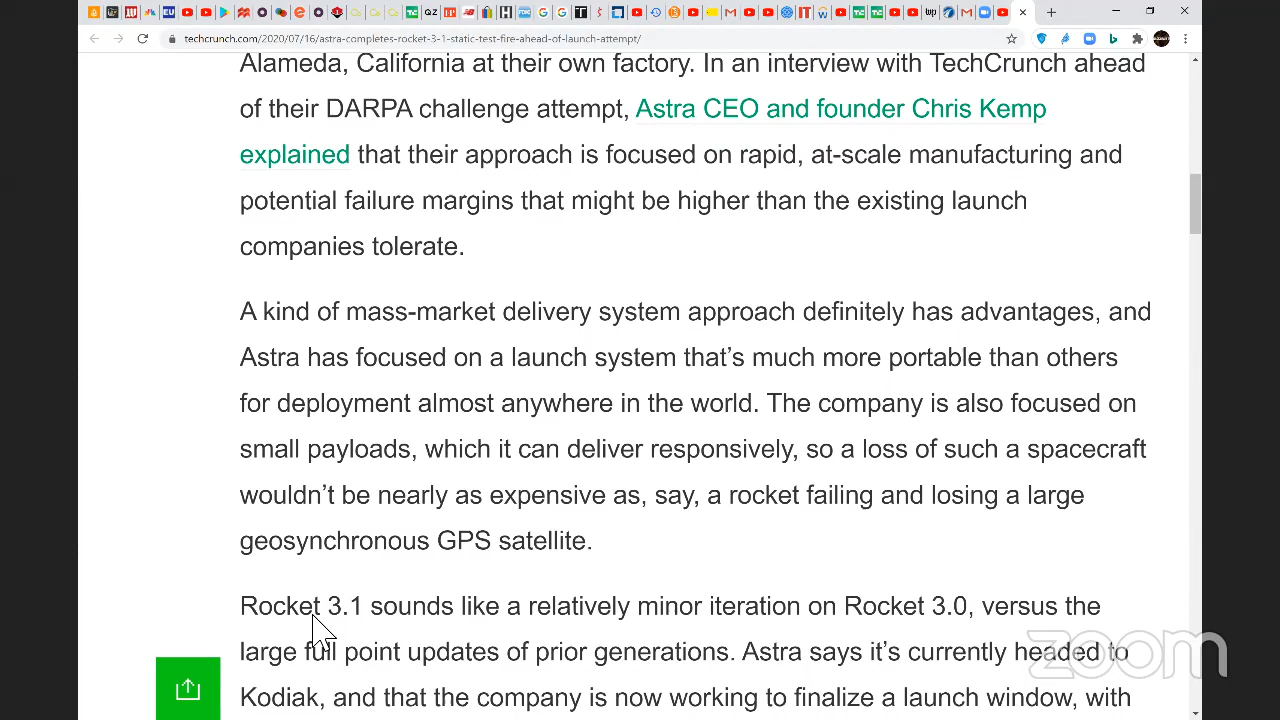 techcrunch.com/2020/07/16/astra-completes-rocket-3-1-static-test-fire-ahead-of-launch-attempt/
Alameda, California at their own factory. In an interview with TechCrunch ahead
of their DARPA challenge attempt, Astra CEO and founder Chris Kemp
explained that their approach is focused on rapid, at-scale manufacturing and
potential failure margins that might be higher than the existing launch
companies tolerate.
A kind of mass-market delivery system approach definitely has advantages, and
Astra has focused on a launch system that’s much more portable than others
for deployment almost anywhere in the world. The company is also focused on
small payloads, which it can deliver responsively, so a loss of such a spacecraft
wouldn’t be nearly as expensive as, say, a rocket failing and losing a large
geosynchronous GPS satellite.
Rocket 3.1 sounds like a relatively minor iteration on Rocket 3.0, versus the
large full point updates of prior generations. Astra says it’s currently headed to
Kodiak, and that the company is now working to finalize a launch window, with
zoom